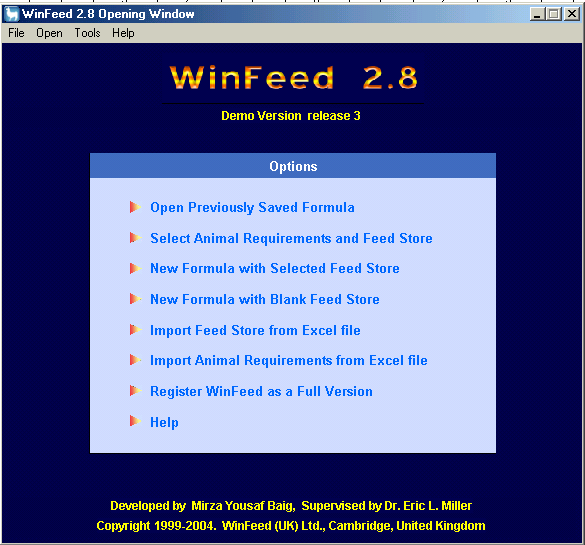 WinFeed 2.8 Opening Window
File Open Tools Help
WinFeed 2.8
Demo Version release 3
Options
Open Previously Saved Formula
Select Animal Requirements and Feed Store
New Formula with Selected Feed Store
New Formula with Blank Feed Store
Import Feed Store from Excel file
Import Animal Requirements from Excel file
Register WinFeed as a Full Version
Help
Developed by Mirza Yousaf Baig, Supervised by Dr. Eric L. Miller
Copyright 1999-2004. WinFeed (UK) Ltd., Cambridge, United Kingdom